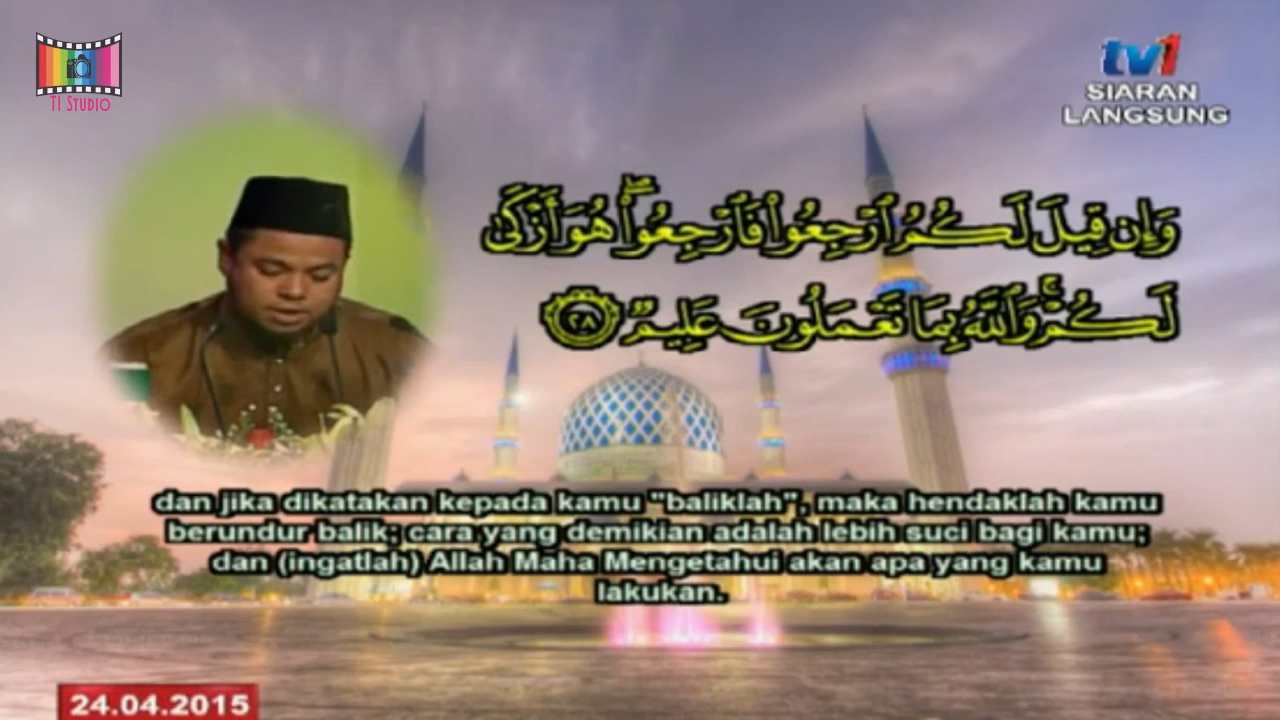 TI STUDIO
tv1
SIARAN
LANGSUNG
وَإِن قِيلَ لَكُمُ ٱرْجِعُوا۟ فَٱرْجِعُوا۟ ۖ هُوَ أَزْكَىٰ
لَكُمْ ۚ وَٱللَّهُ بِمَا تَعْمَلُونَ عَلِيمٌ ٢٨
dan jika dikatakan kepada kamu "baliklah", maka hendaklah kamu
berundur balik; cara yang demikian adalah lebih suci bagi kamu;
dan (ingatlah) Allah Maha Mengetahui akan apa yang kamu
lakukan.
24.04.2015